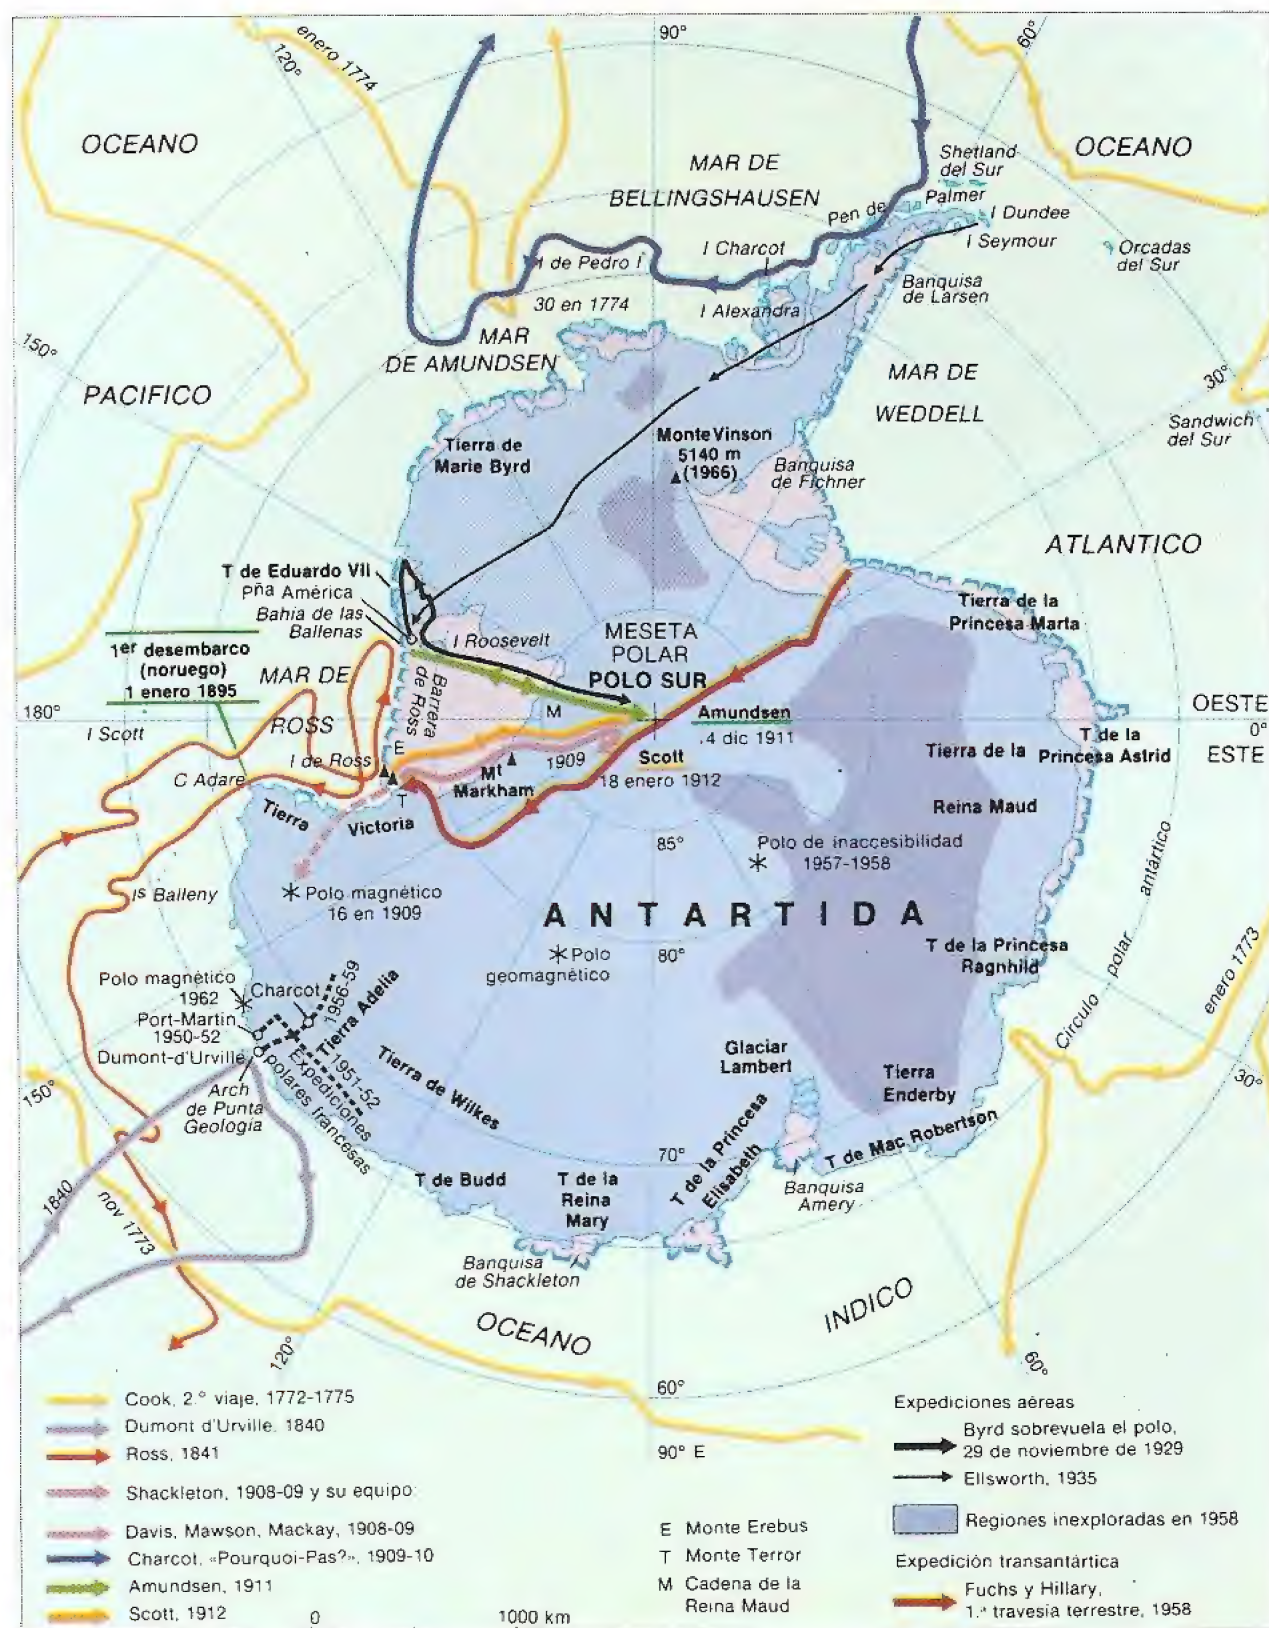 enero 1774
120°
90°
60°
OCEANO
OCEANO
MAR DE
BELLINGSHAUSEN
Shetland
del Sur
Pen de
Palmer
I Dundee
I Seymour
I Charcot
Orcadas
del Sur
I de Pedro I
Banquisa
de Larsen
30 en 1774
I Alexandra
150°
MAR
DE AMUNDSEN
MAR DE
WEDDELL
30°
PACIFICO
Sandwich
del Sur
Tierra de
Marie Byrd
Monte Vinson
5140 m
(1966)
Banquisa
de Fichner
ATLANTICO
T de Eduardo VII
Pña América
Bahía de las
Ballenas
Tierra de la
Princesa Marta
I Roosevelt
MESETA
POLAR
POLO SUR
1er desembarco
(noruego)
1 enero 1895
MAR DE
ROSS
Barrera
de Ross
M
180°
I Scott
Amundsen
.4 dic 1911
OESTE
0°
ESTE
T de la
Princesa Astrid
E
I de Ross
C Adare
1909
Scott
18 enero 1912
Tierra de la
Reina Maud
Mt
Markham
T
Tierra
Victoria
85°
Polo de inaccesibilidad
1957-1958
Is Balleny
Polo magnético
16 en 1909
ANTARTIDA
Círculo polar antártico
enero 1773
Polo
geomagnético
80°
T de la Princesa
Ragnhild
Polo magnético
1962
Charcot
1956-59
Port-Martin
1950-52
Tierra Adelia
Dumont-d'Urville
1951-52
Expediciones
polares francesas
Arch
de Punta
Geología
Tierra de Wilkes
Glaciar
Lambert
Tierra
Enderby
30°
150°
70°
T de la Princesa
Elisabeth
T de Mac Robertson
1840
nov 1773
T de Budd
T de la
Reina
Mary
Banquisa
Amery
Banquisa
de Shackleton
OCEANO
INDICO
120°
60°
60°
90° E
Cook, 2.° viaje, 1772-1775
Dumont d'Urville, 1840
Ross, 1841
Shackleton, 1908-09 y su equipo:
Davis, Mawson, Mackay, 1908-09
Charcot, «Pourquoi-Pas?», 1909-10
Amundsen, 1911
Scott, 1912
0
1000 km
E Monte Erebus
T Monte Terror
M Cadena de la
Reina Maud
Expediciones aéreas
Byrd sobrevuela el polo,
29 de noviembre de 1929
Ellsworth, 1935
Regiones inexploradas en 1958
Expedición transantártica
Fuchs y Hillary,
1.ª travesía terrestre, 1958